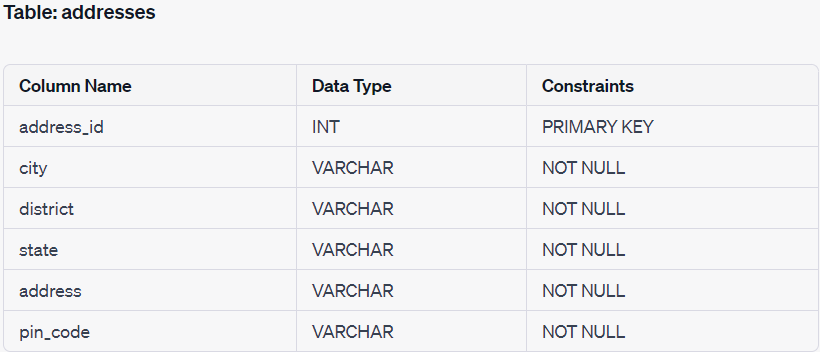 Table: addresses
Column Name Data Type Constraints
address_id INT PRIMARY KEY
city VARCHAR NOT NULL
district VARCHAR NOT NULL
state VARCHAR NOT NULL
address VARCHAR NOT NULL
pin_code VARCHAR NOT NULL